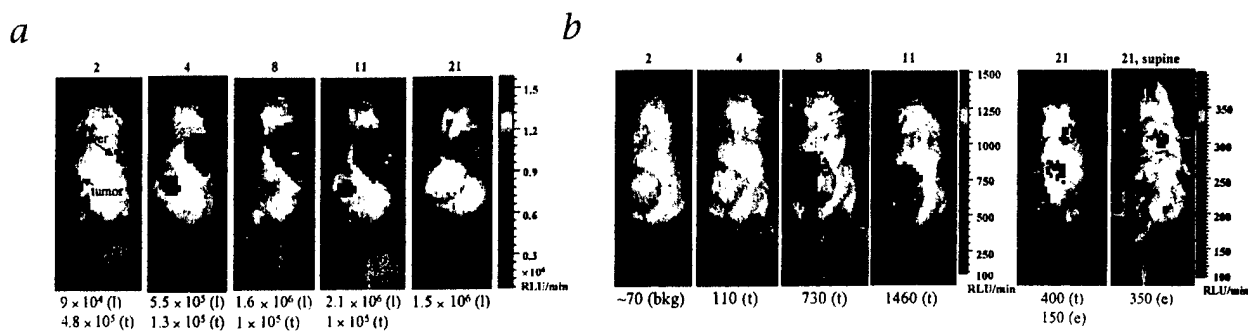 a
2 4 8 11 21
tumor
1.5
1.2
0.9
0.6
0.3
×10⁴
RLU/min
9 × 10⁴ (l) 5.5 × 10⁵ (l) 1.6 × 10⁶ (l) 2.1 × 10⁶ (l) 1.5 × 10⁶ (l)
4.8 × 10⁵ (t) 1.3 × 10⁵ (t) 1 × 10⁵ (t) 1 × 10⁵ (t)
b
2 4 8 11
1500
1250
1000
750
500
250
100
RLU/min
~70 (bkg) 110 (t) 730 (t) 1460 (t)
21 21, supine
350
300
250
200
150
100
RLU/min
400 (t) 350 (e)
150 (e)